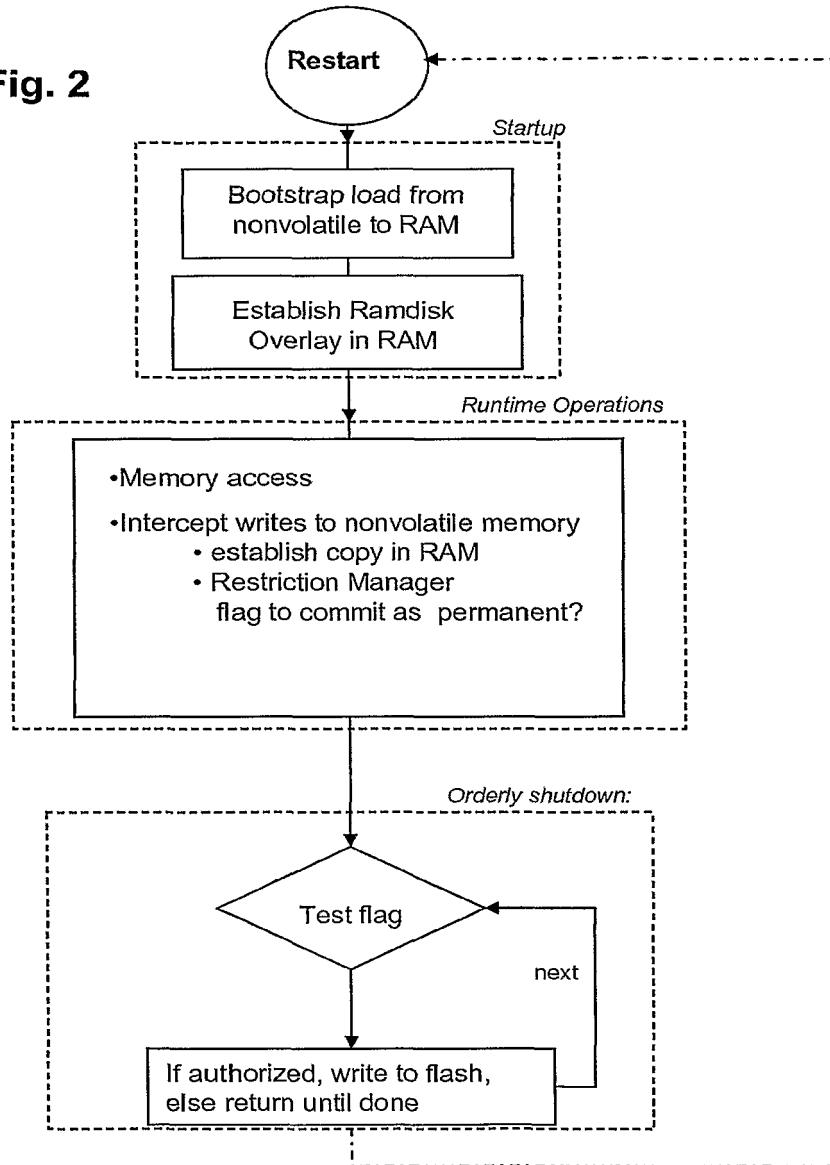 Fig. 2
Restart
Startup
Bootstrap load from
nonvolatile to RAM
Establish Ramdisk
Overlay in RAM
Runtime Operations
•Memory access
•Intercept writes to nonvolatile memory
• establish copy in RAM
• Restriction Manager
flag to commit as permanent?
Orderly shutdown:
Test flag
next
If authorized, write to flash,
else return until done